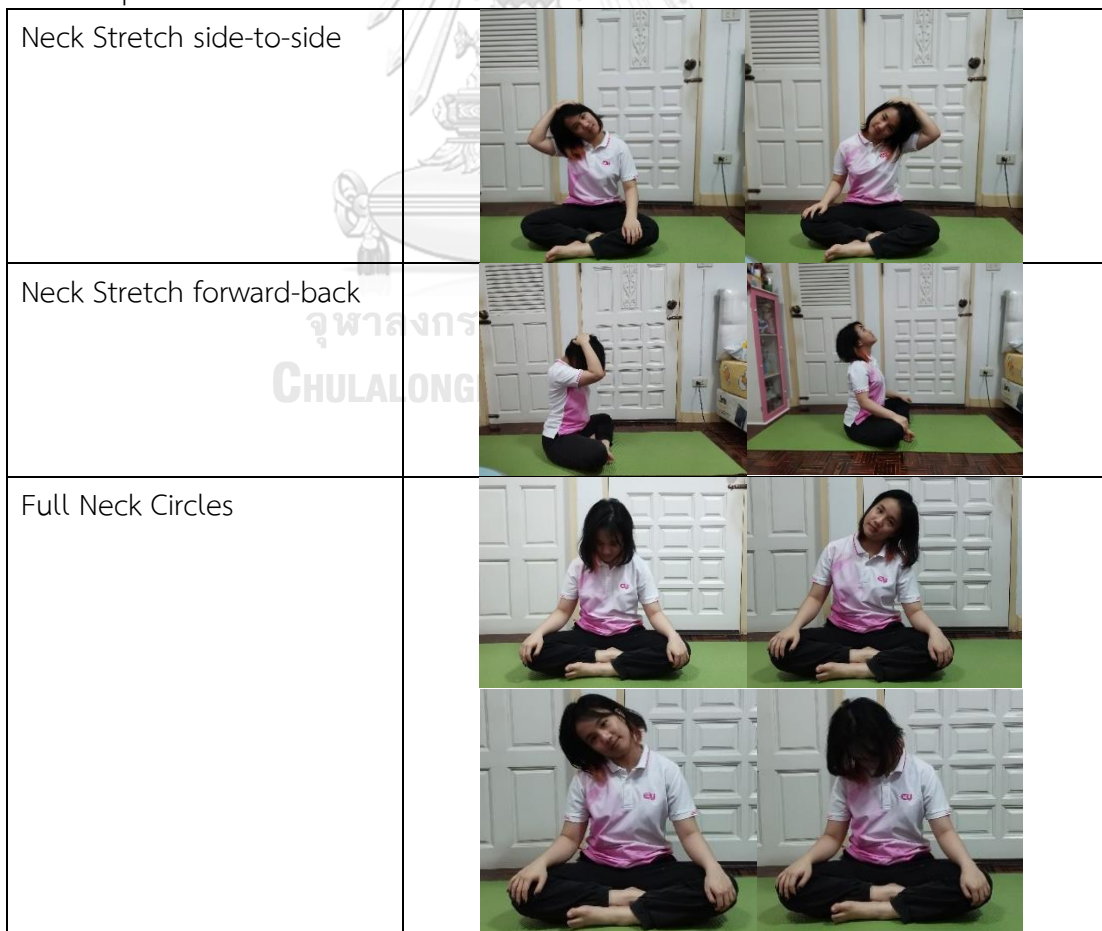 Neck Stretch side-to-side
Neck Stretch forward-back
จุฬาลงกร
CHULALONG
Full Neck Circles